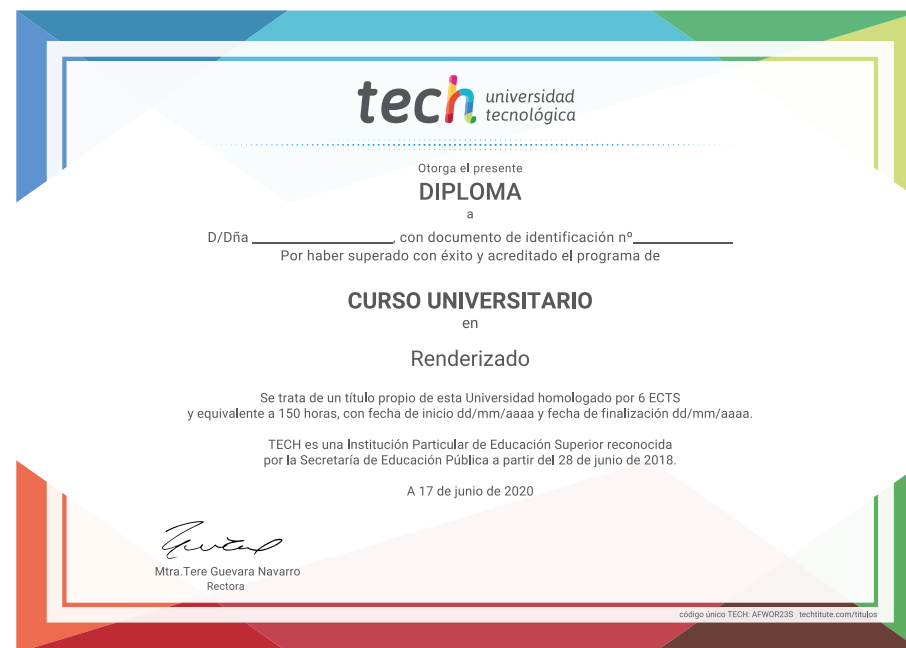 tech universidad
tecnológica
Otorga el presente
DIPLOMA
a
D/Dña ____________________, con documento de identificación nº______________
Por haber superado con éxito y acreditado el programa de
CURSO UNIVERSITARIO
en
Renderizado
Se trata de un título propio de esta Universidad homologado por 6 ECTS
y equivalente a 150 horas, con fecha de inicio dd/mm/aaaa y fecha de finalización dd/mm/aaaa.
TECH es una Institución Particular de Educación Superior reconocida
por la Secretaría de Educación Pública a partir del 28 de junio de 2018.
A 17 de junio de 2020
Mtra.Tere Guevara Navarro
Rectora
código único TECH: AFWOR23S techtitute.com/titulos